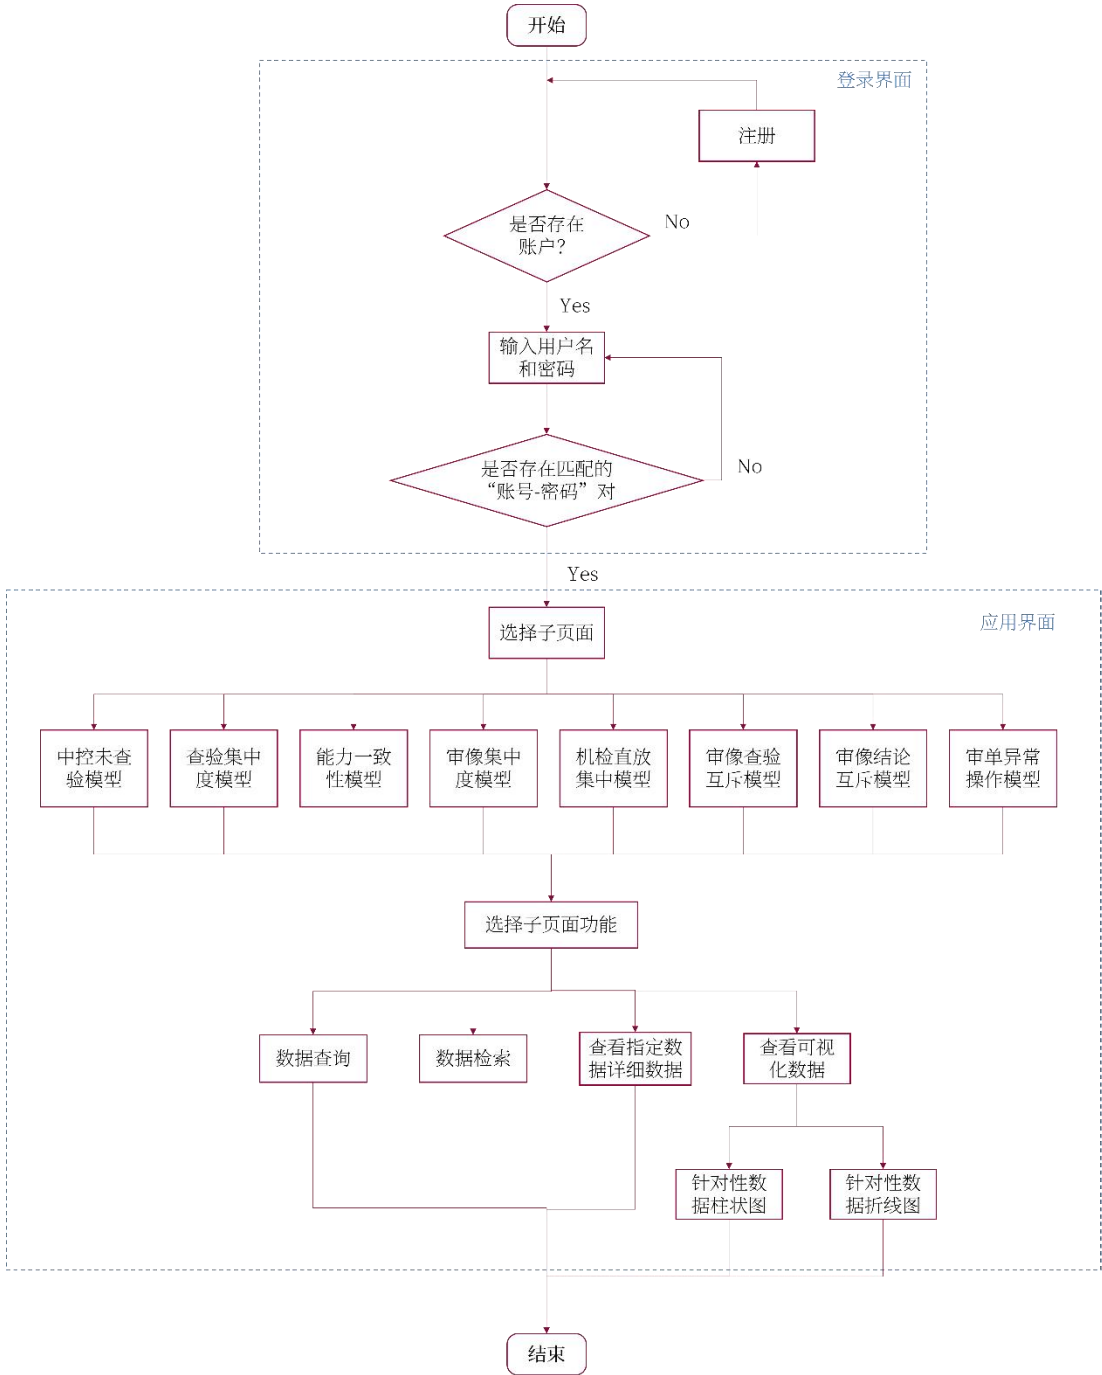 开始
登录界面
注册
是否存在
账户?
No
Yes
输入用户名
和密码
是否存在匹配的
“账号-密码”对
No
Yes
选择子页面
应用界面
中控未查
验模型
查验集中
度模型
能力一致
性模型
审像集中
度模型
机检直放
集中模型
审像查验
互斥模型
审像结论
互斥模型
审单异常
操作模型
选择子页面功能
数据查询
数据检索
查看指定数
据详细数据
查看可视
化数据
针对性数
据柱状图
针对性数
据折线图
结束